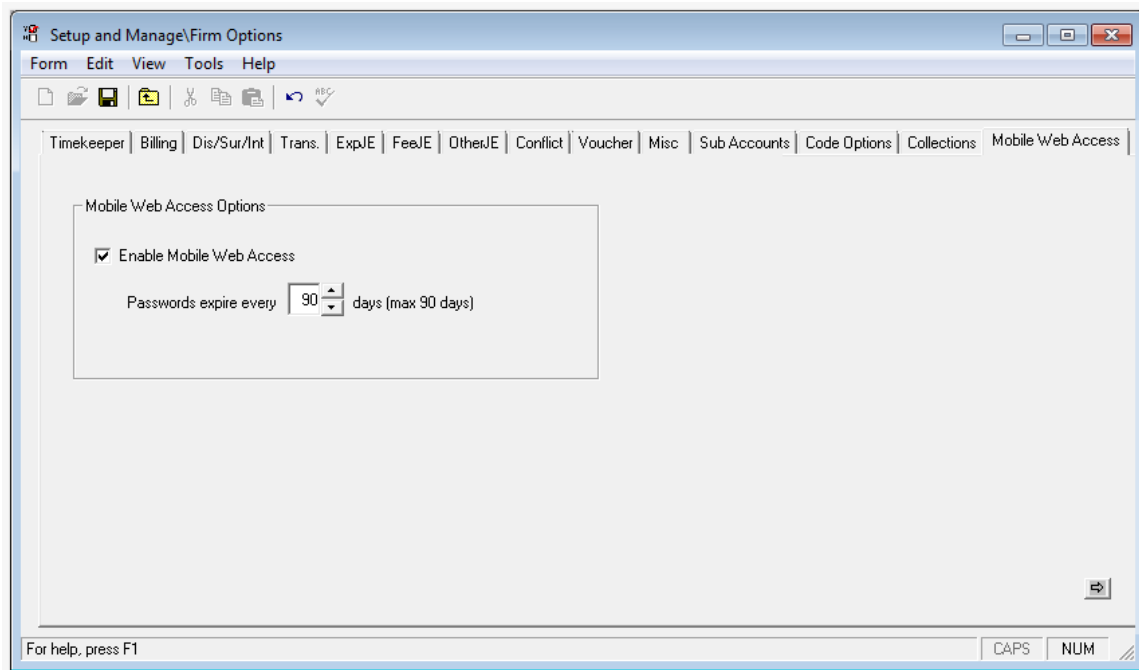 Setup and Manage\Firm Options
Form Edit View Tools Help
ABC
Timekeeper Billing Dis/Sur/Int Trans. ExpJE FeeJE OtherJE Conflict Voucher Misc Sub Accounts Code Options Collections Mobile Web Access
Mobile Web Access Options
Enable Mobile Web Access
Passwords expire every 90 days (max 90 days)
For help, press F1 CAPS NUM